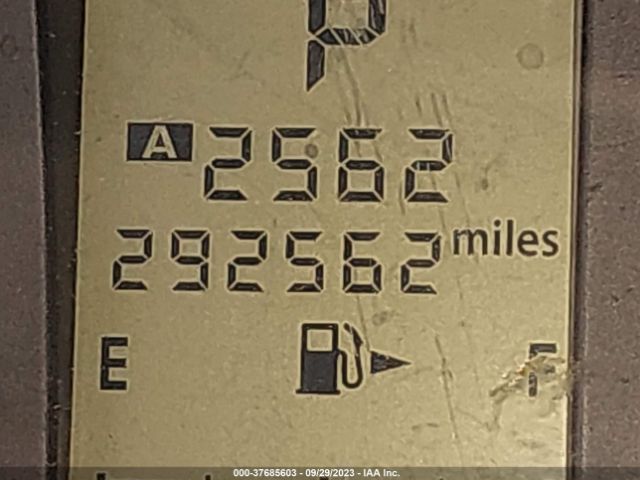 P
A 2562
292562 miles
E F
000-37685603 - 09/29/2023 - IAA Inc.